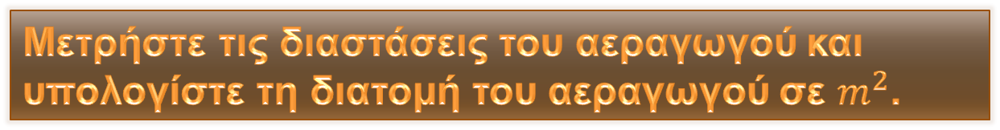 Μετρήστε τις διαστάσεις του αεραγωγού και
υπολογίστε τη διατομή του αεραγωγού σε m².